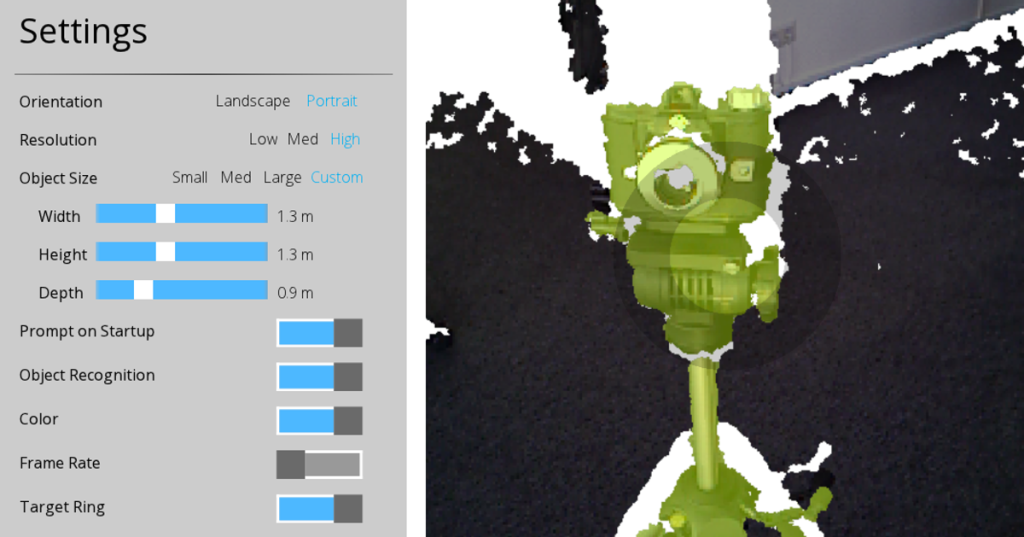 Settings
Orientation Landscape Portrait
Resolution Low Med High
Object Size Small Med Large Custom
Width 1.3 m
Height 1.3 m
Depth 0.9 m
Prompt on Startup
Object Recognition
Color
Frame Rate
Target Ring